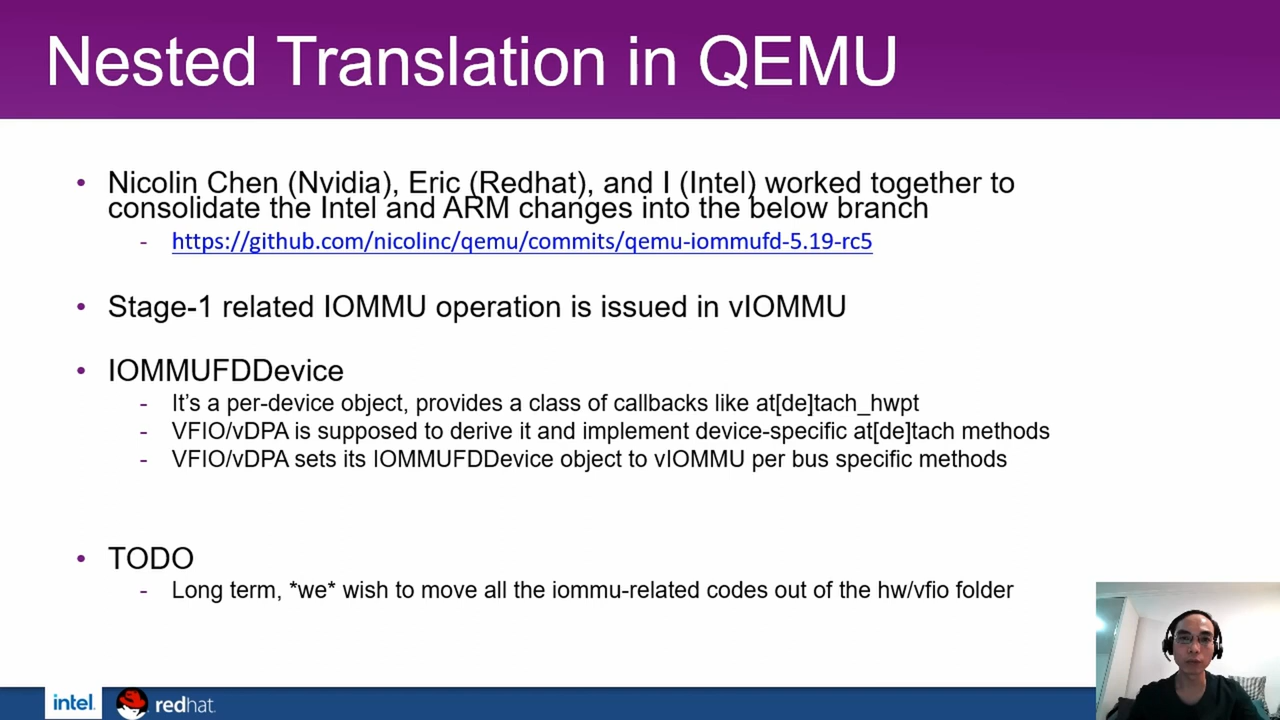 Nested Translation in QEMU
• Nicolin Chen (Nvidia), Eric (Redhat), and I (Intel) worked together to
consolidate the Intel and ARM changes into the below branch
- https://github.com/nicolinc/qemu/commits/qemu-iommufd-5.19-rc5
• Stage-1 related IOMMU operation is issued in vIOMMU
• IOMMUFDDevice
- It's a per-device object, provides a class of callbacks like at[de]tach_hwpt
- VFIO/vDPA is supposed to derive it and implement device-specific at[de]tach methods
- VFIO/vDPA sets its IOMMUFDDevice object to vIOMMU per bus specific methods
• TODO
- Long term, *we* wish to move all the iommu-related codes out of the hw/vfio folder
intel. redhat.